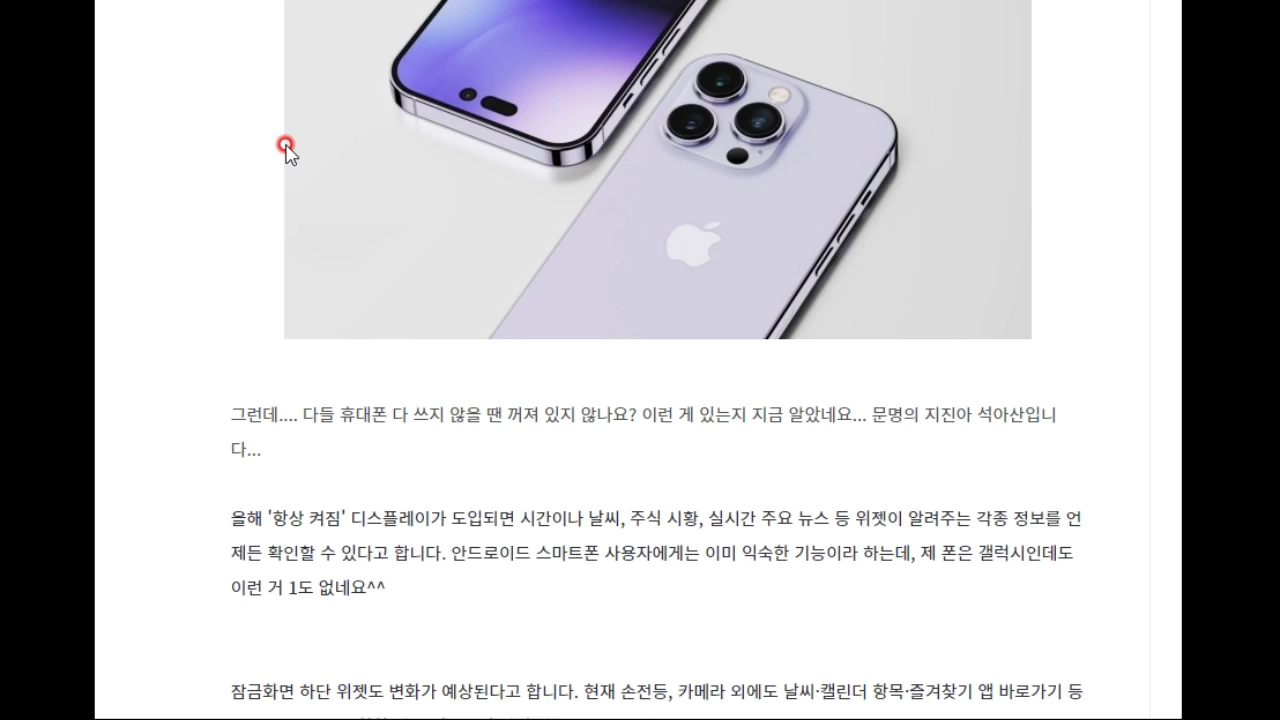 그런데.... 다들 휴대폰 다 쓰지 않을 땐 꺼져 있지 않나요? 이런 게 있는지 지금 알았네요... 문명의 지진아 석아산입니
다...
올해 '항상 켜짐' 디스플레이가 도입되면 시간이나 날씨, 주식 시황, 실시간 주요 뉴스 등 위젯이 알려주는 각종 정보를 언
제든 확인할 수 있다고 합니다. 안드로이드 스마트폰 사용자에게는 이미 익숙한 기능이라 하는데, 제 폰은 갤럭시인데도
이런 거 1도 없네요^^
잠금화면 하단 위젯도 변화가 예상된다고 합니다. 현재 손전등, 카메라 외에도 날씨·캘린더 항목·즐겨찾기 앱 바로가기 등